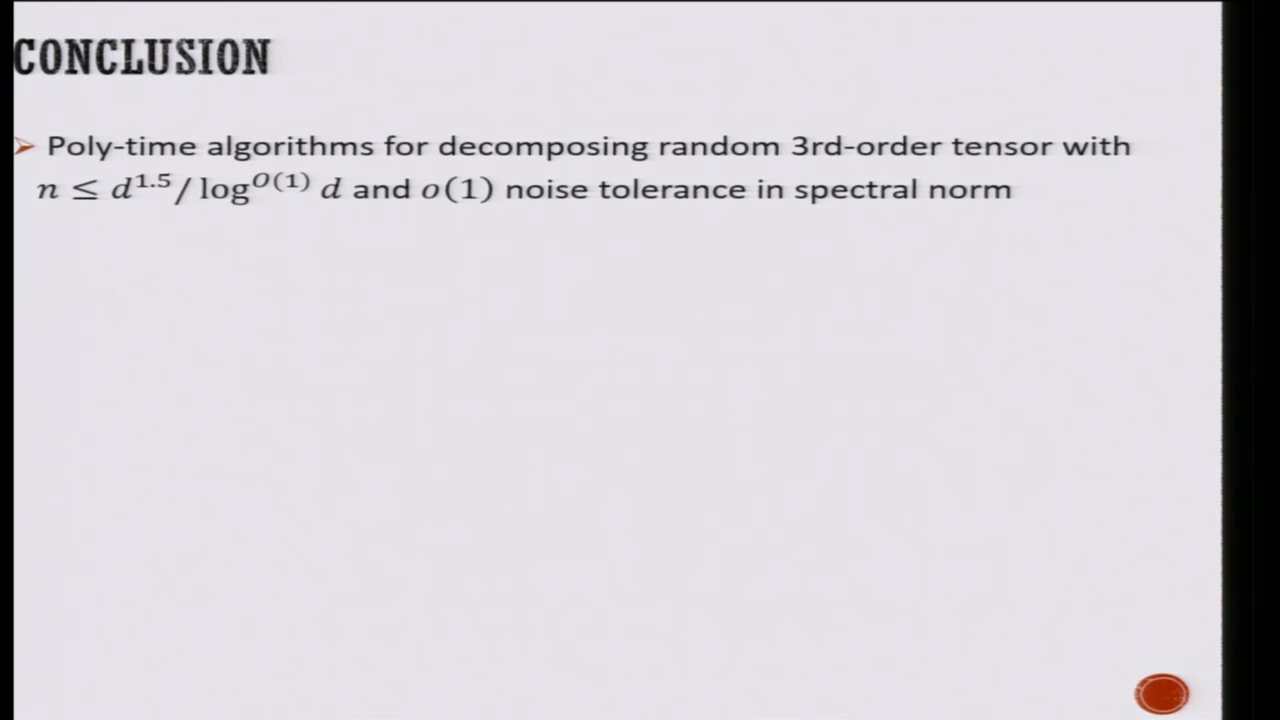 CONCLUSION
➢ Poly-time algorithms for decomposing random 3rd-order tensor with
n ≤ d^{1.5}/ log^{O(1)} d and o(1) noise tolerance in spectral norm